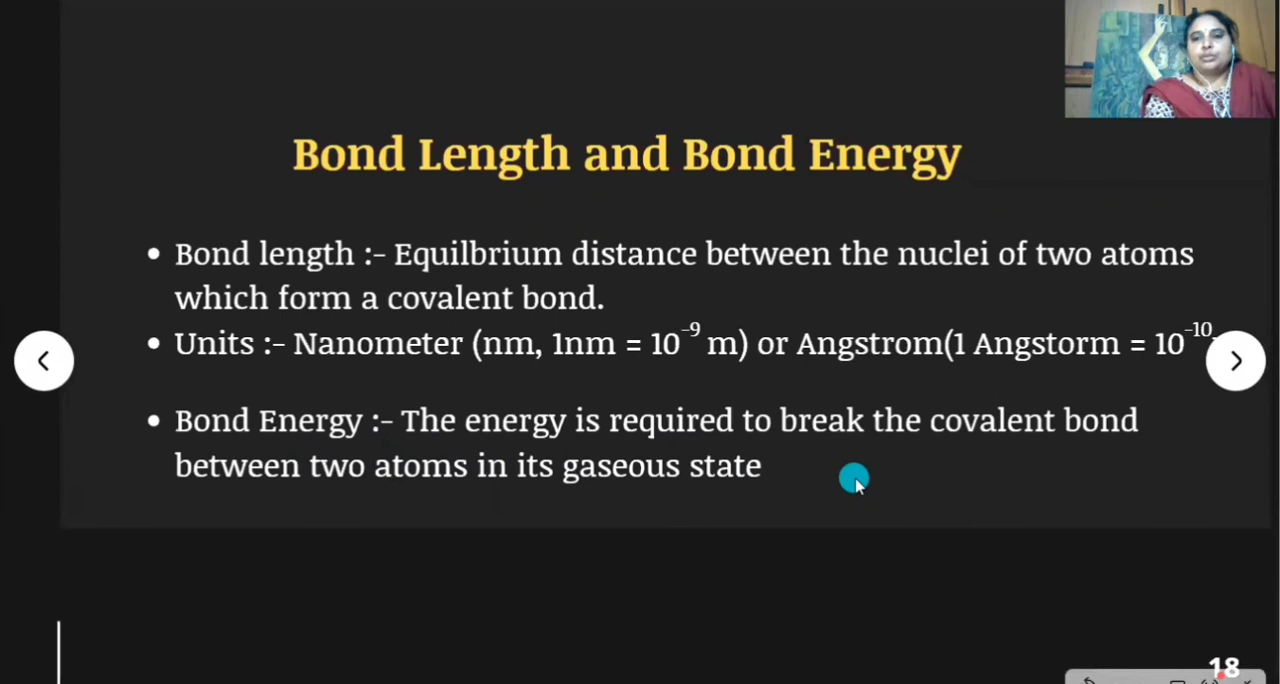 Bond Length and Bond Energy
• Bond length :- Equilbrium distance between the nuclei of two atoms
which form a covalent bond.
• Units :- Nanometer (nm, 1nm = 10⁻⁹ m) or Angstrom(1 Angstorm = 10⁻¹⁰
• Bond Energy :- The energy is required to break the covalent bond
between two atoms in its gaseous state
18